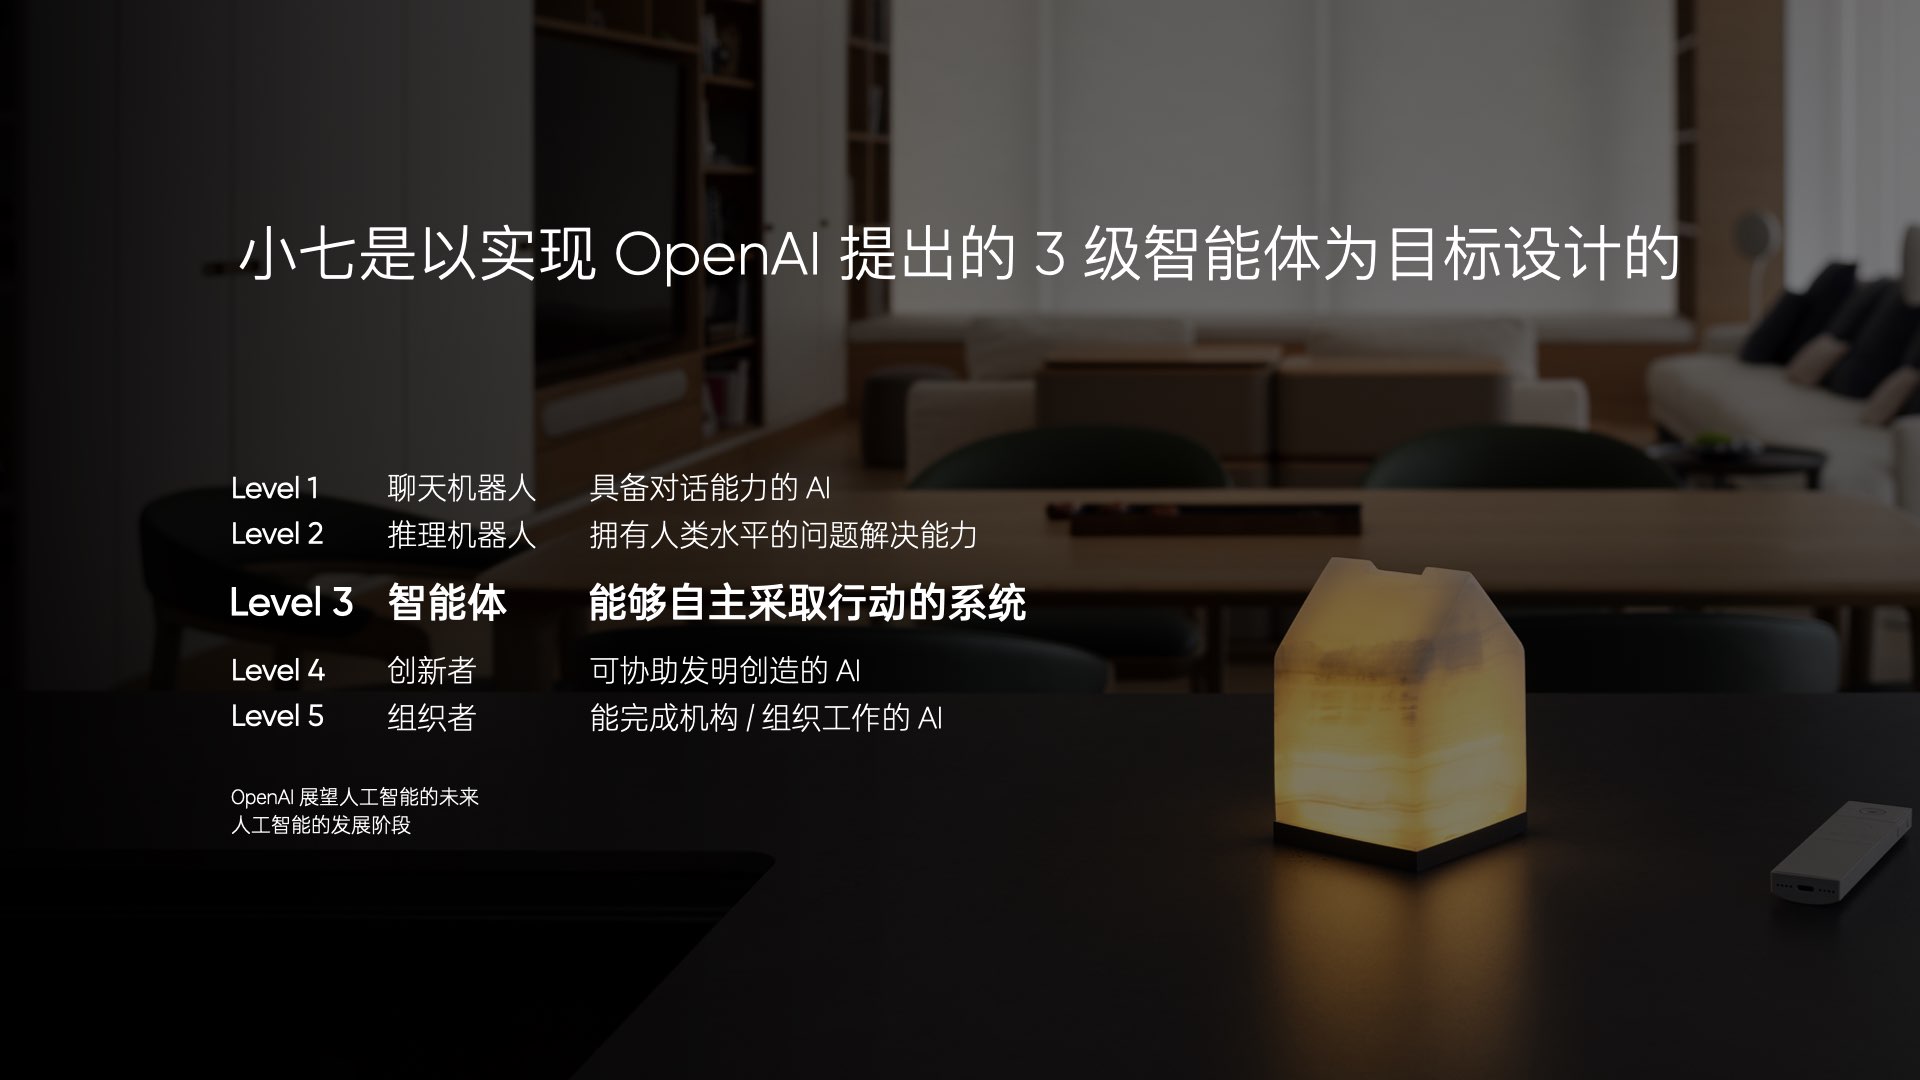 小七是以实现 OpenAI 提出的 3 级智能体为目标设计的
Level 1 聊天机器人 具备对话能力的 AI
Level 2 推理机器人 拥有人类水平的问题解决能力
Level 3 智能体 能够自主采取行动的系统
Level 4 创新者 可协助发明创造的 AI
Level 5 组织者 能完成机构 / 组织工作的 AI
OpenAI 展望人工智能的未来
人工智能的发展阶段